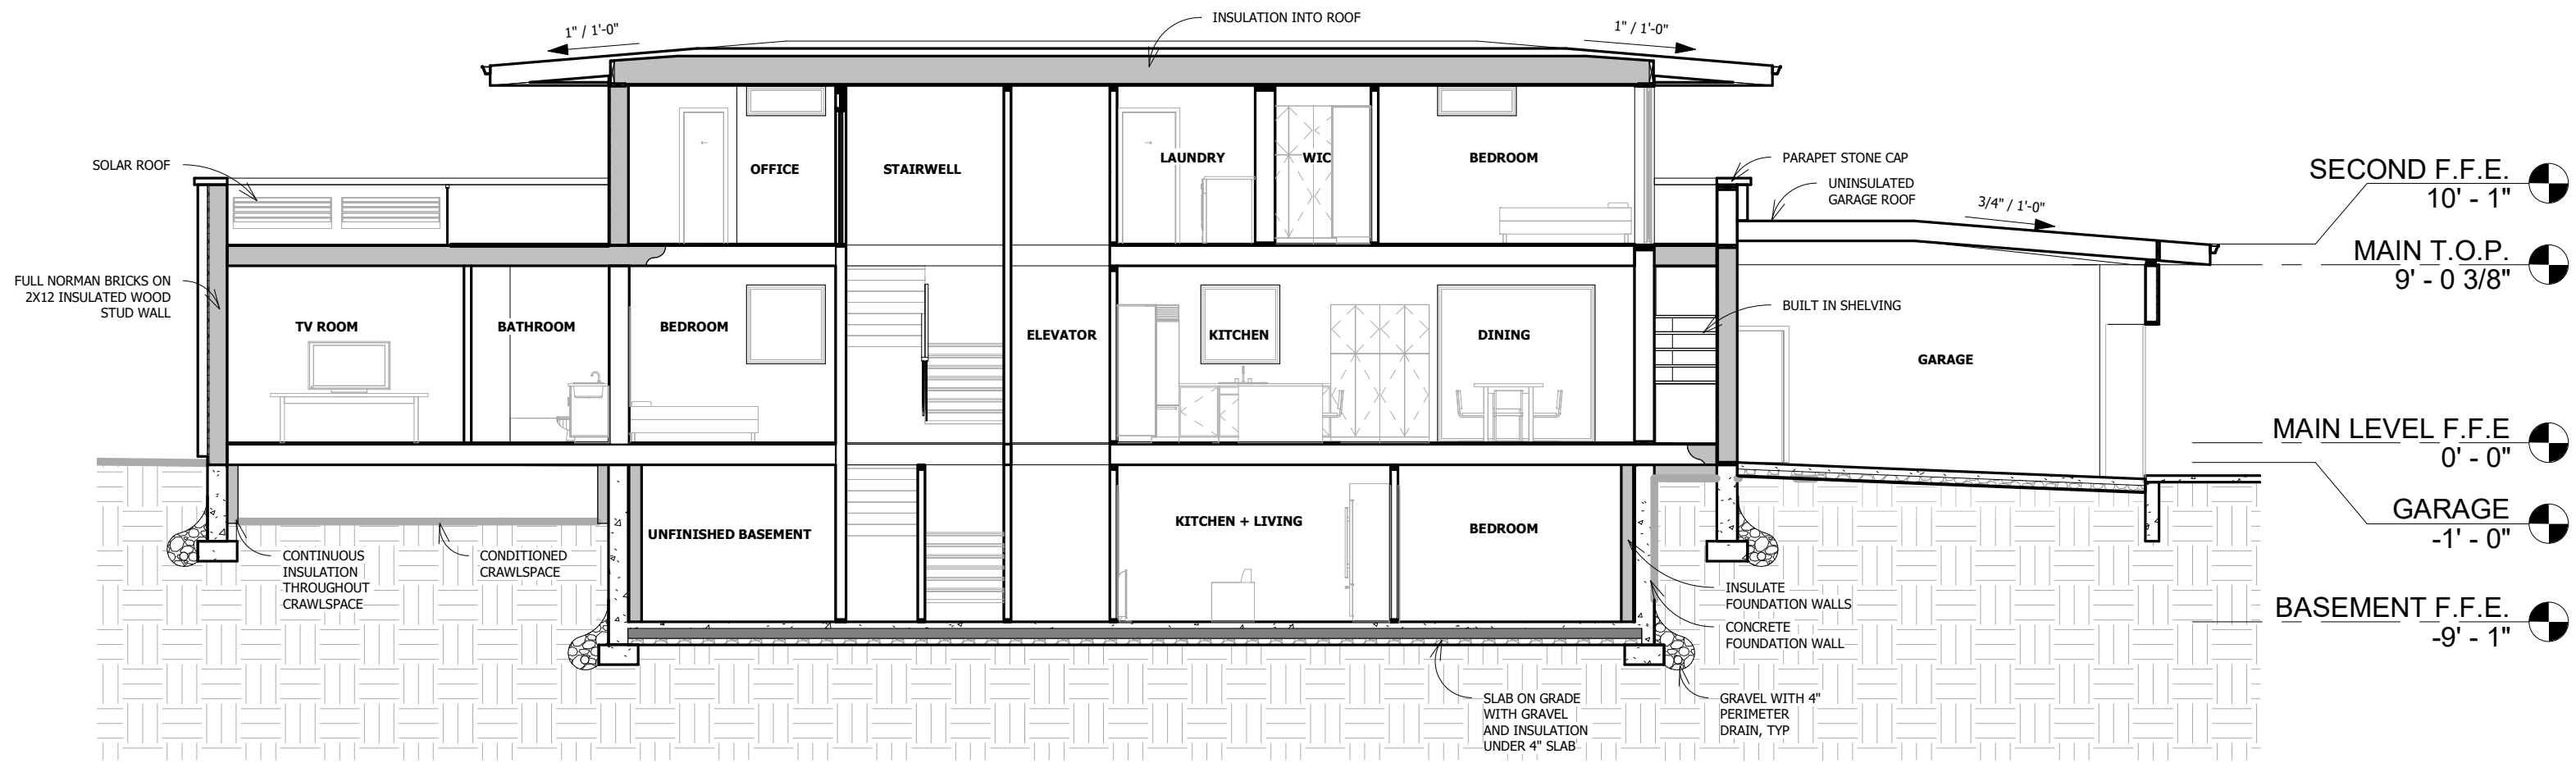 INSULATION INTO ROOF
1" / 1'-0"
1" / 1'-0"
SOLAR ROOF
OFFICE
STAIRWELL
LAUNDRY
WIC
BEDROOM
PARAPET STONE CAP
UNINSULATED
GARAGE ROOF
3/4" / 1'-0"
SECOND F.F.E.
10' - 1"
MAIN T.O.P.
9' - 0 3/8"
FULL NORMAN BRICKS ON
2X12 INSULATED WOOD
STUD WALL
TV ROOM
BATHROOM
BEDROOM
ELEVATOR
KITCHEN
DINING
BUILT IN SHELVING
GARAGE
MAIN LEVEL F.F.E
0' - 0"
GARAGE
-1' - 0"
UNFINISHED BASEMENT
KITCHEN + LIVING
BEDROOM
CONTINUOUS
INSULATION
THROUGHOUT
CRAWLSPACE
CONDITIONED
CRAWLSPACE
INSULATE
FOUNDATION WALLS
CONCRETE
FOUNDATION WALL
BASEMENT F.F.E.
-9' - 1"
SLAB ON GRADE
WITH GRAVEL
AND INSULATION
UNDER 4" SLAB
GRAVEL WITH 4"
PERIMETER
DRAIN, TYP